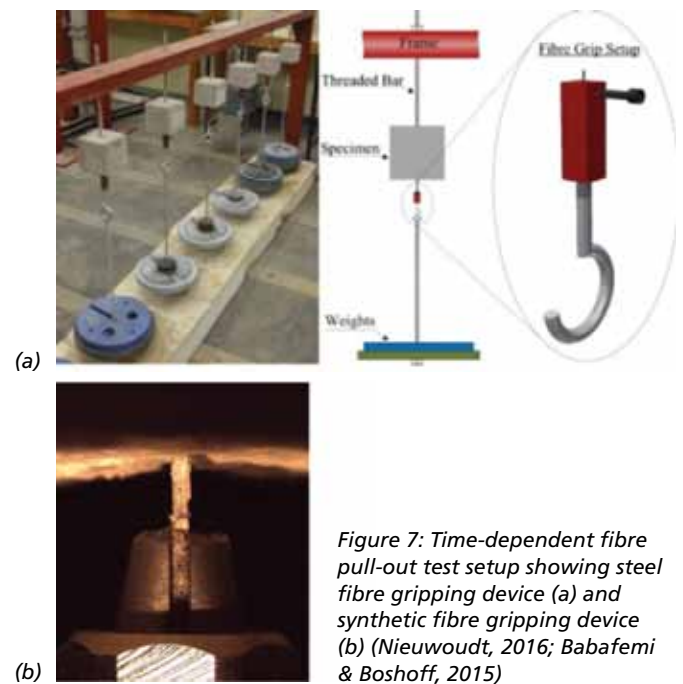 Frame
Fibre Grip Setup
Threaded Bar
Specimen
Weights
(a)
(b)
Figure 7: Time-dependent fibre
pull-out test setup showing steel
fibre gripping device (a) and
synthetic fibre gripping device
(b) (Nieuwoudt, 2016; Babafemi
& Boshoff, 2015)